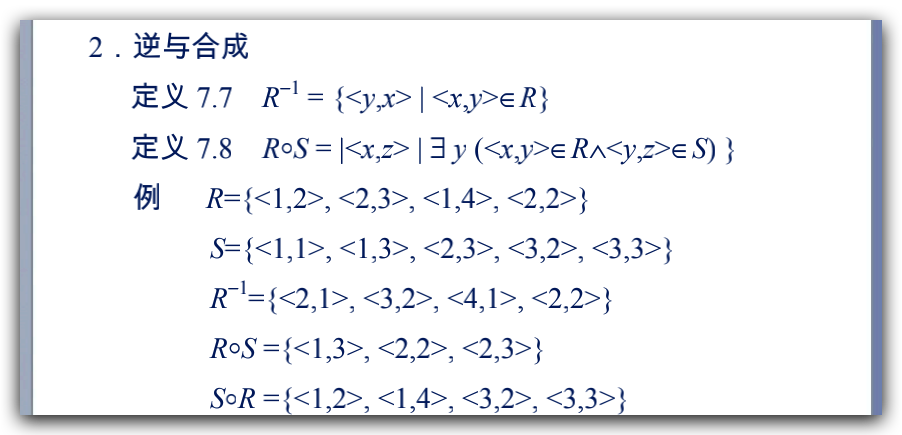 2．逆与合成
定义 7.7 R⁻¹ = {<y,x> | <x,y>∈R}
定义 7.8 R∘S = |<x,z> | ∃ y (<x,y>∈R∧<y,z>∈S) }
例 R={<1,2>, <2,3>, <1,4>, <2,2>}
S={<1,1>, <1,3>, <2,3>, <3,2>, <3,3>}
R⁻¹={<2,1>, <3,2>, <4,1>, <2,2>}
R∘S ={<1,3>, <2,2>, <2,3>}
S∘R ={<1,2>, <1,4>, <3,2>, <3,3>}